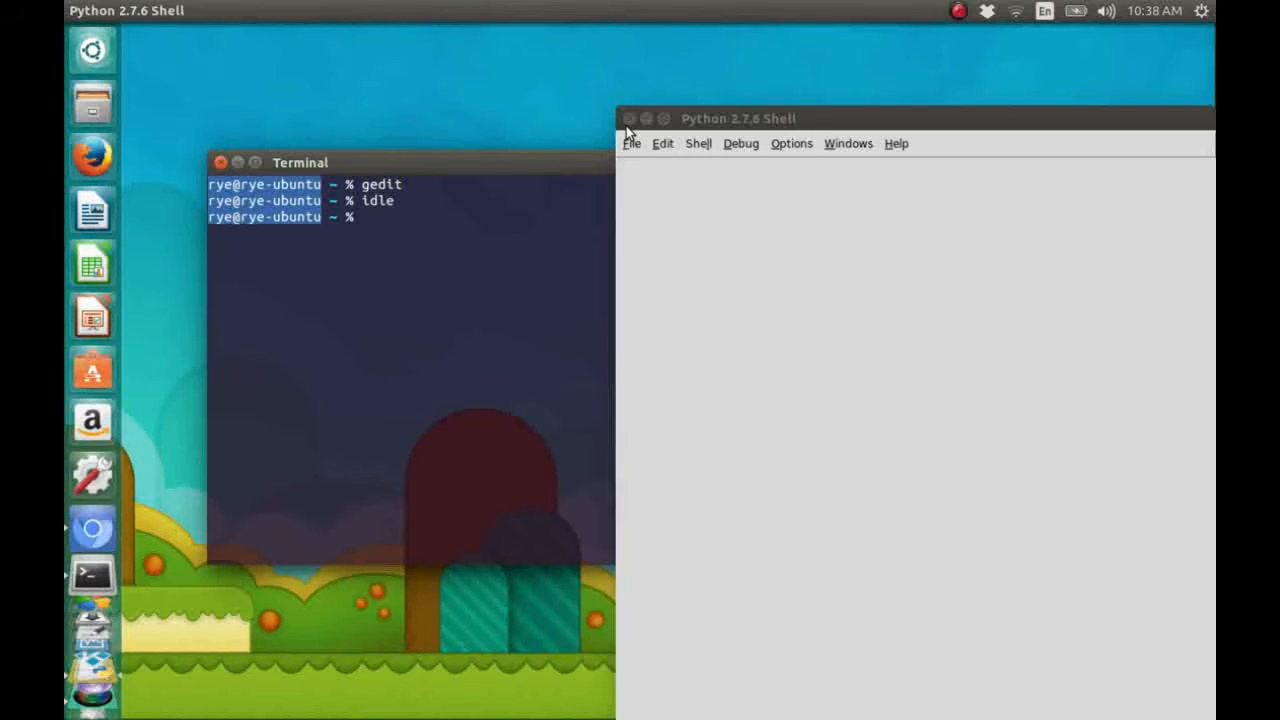 Python 2.7.6 Shell
En
10:38 AM
Python 2.7.6 Shell
File Edit Shell Debug Options Windows Help
Terminal
rye@rye-ubuntu ~ % gedit
rye@rye-ubuntu ~ % idle
rye@rye-ubuntu ~ %